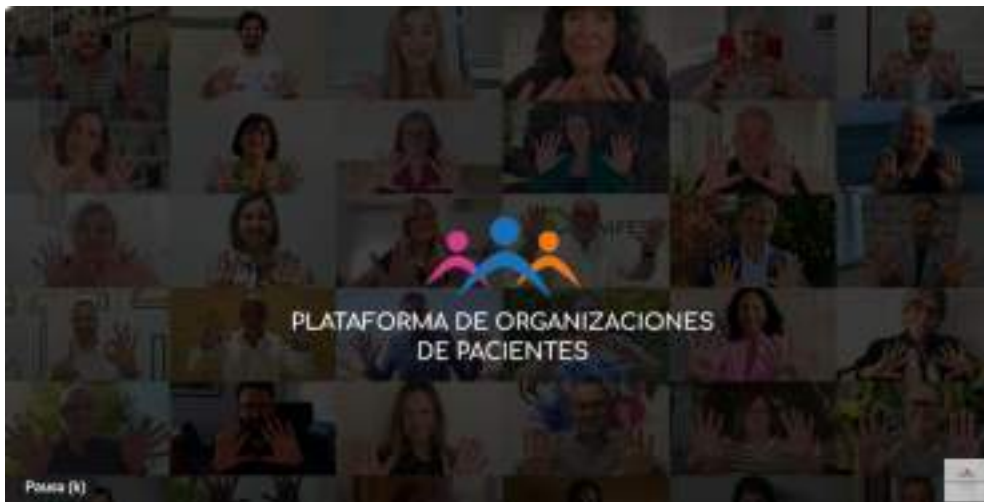 PLATAFORMA DE ORGANIZACIONES
DE PACIENTES
Pausa (k)